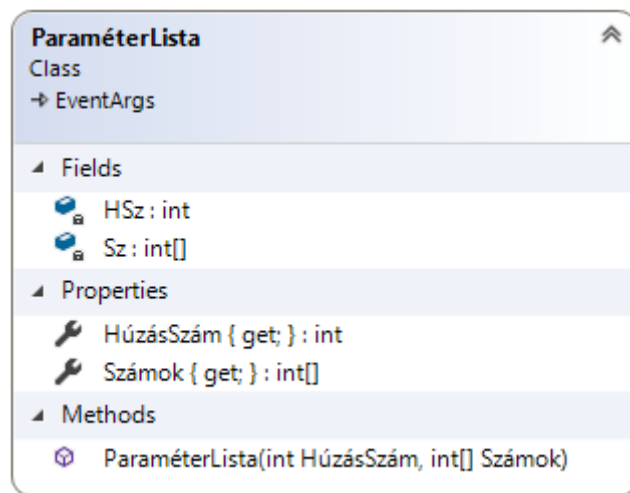 ParaméterLista
Class
EventArgs
Fields
HSz : int
Sz : int[]
Properties
HúzásSzám { get; } : int
Számok { get; } : int[]
Methods
ParaméterLista(int HúzásSzám, int[] Számok)